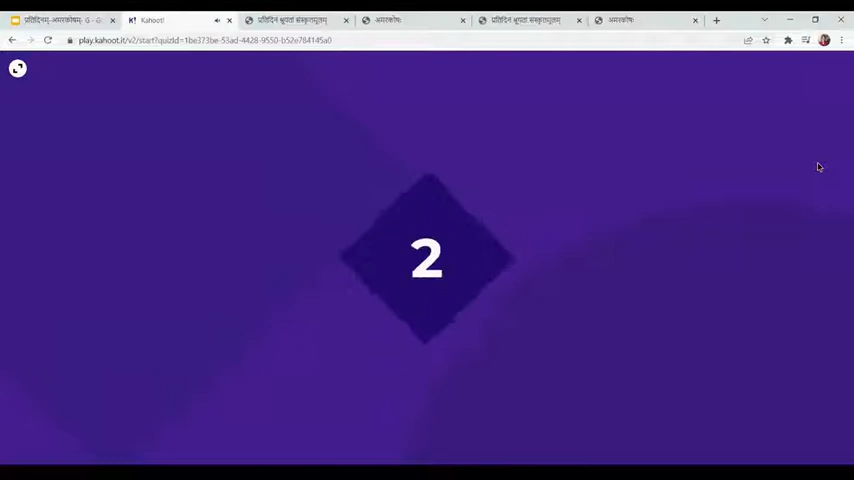 प्रतिदिनम्-अमरकोषम्- G - G
Kahoot!
प्रतिदिनं श्रूयतां संस्कृतामृतम्
अमरकोषः
प्रतिदिनं श्रूयतां संस्कृतामृतम्
अमरकोषः
play.kahoot.it/v2/start?quizId=1be373be-53ad-4428-9550-b52e784145a0
2